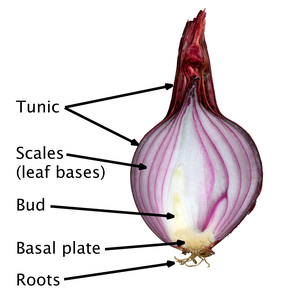 Tunic
Scales
(leaf bases)
Bud
Basal plate
Roots